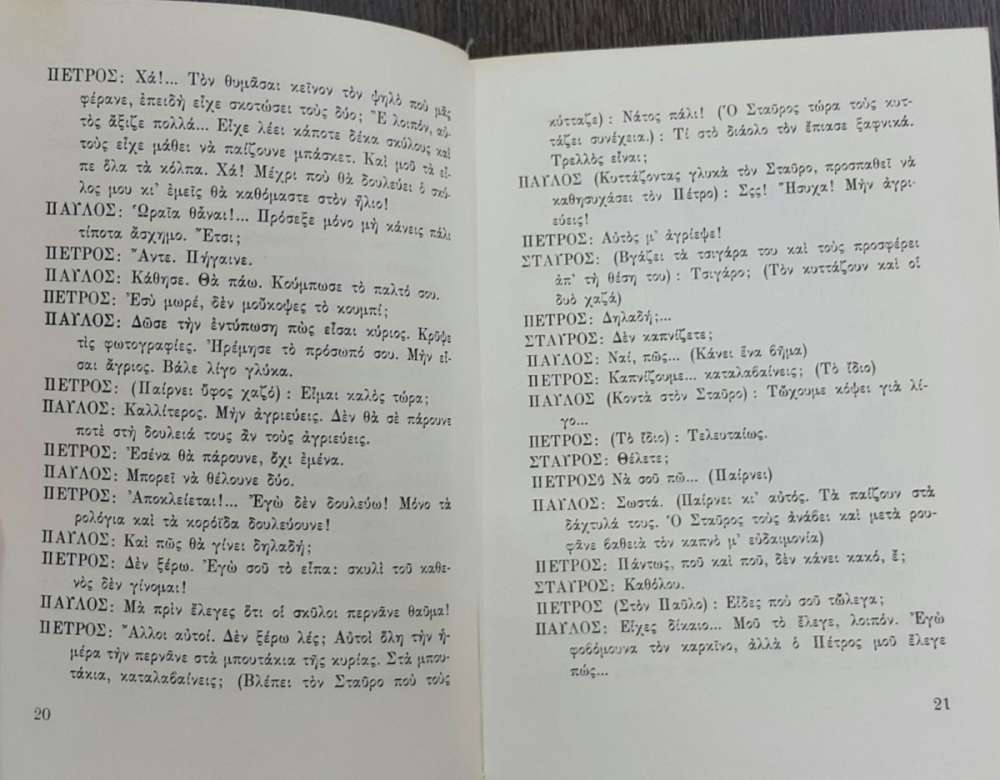 ΠΕΤΡΟΣ: Χά!... Τὸν θυμᾶσαι κεῖνον τὸν ψηλὸ ποὺ μᾶς
φέρανε, ἐπειδὴ εἶχε σκοτώσει τοὺς δύο; Ἒ λοιπόν, αὐ-
τὸς ἄξιζε πολλά... Εἶχε λέει κάποτε δέκα σκύλους καὶ
τοὺς εἶχε μάθει νὰ παίζουνε μπάσκετ. Καὶ μοῦ τὰ εἶ-
πε ὅλα τὰ κόλπα. Χά! Μέχρι ποὺ θὰ δουλεύει ὁ σκύ-
λος μου κι' ἐμεῖς θὰ καθόμαστε στὸν ἥλιο!
ΠΑΥΛΟΣ: Ὡραῖα θἆναι!... Πρόσεξε μόνο μὴ κάνεις πάλι
τίποτα ἄσχημο. Ἔτσι;
ΠΕΤΡΟΣ: Ἄντε. Πήγαινε.
ΠΑΥΛΟΣ: Κάθησε. Θὰ πάω. Κούμπωσε τὸ παλτό σου.
ΠΕΤΡΟΣ: Ἐσὺ μωρέ, δὲν μοὔκοψες τὸ κουμπί;
ΠΑΥΛΟΣ: Δῶσε τὴν ἐντύπωση πὼς εἶσαι κύριος. Κρῦψε
τὶς φωτογραφίες. Ἠρέμησε τὸ πρόσωπό σου. Μὴν εἶ-
σαι ἄγριος. Βάλε λίγο γλύκα.
ΠΕΤΡΟΣ: (Παίρνει ὕφος χαζό) : Εἶμαι καλὸς τώρα;
ΠΑΥΛΟΣ: Καλλίτερος. Μὴν ἀγριεύεις. Δὲν θὰ σὲ πάρουνε
ποτὲ στὴ δουλειά τους ἂν τοὺς ἀγριεύεις.
ΠΕΤΡΟΣ: Ἐσένα θὰ πάρουνε, ὄχι ἐμένα.
ΠΑΥΛΟΣ: Μπορεῖ νὰ θέλουνε δύο.
ΠΕΤΡΟΣ: Ἀποκλείεται!... Ἐγὼ δὲν δουλεύω! Μόνο τὰ
ρολόγια καὶ τὰ κορόϊδα δουλεύουνε!
ΠΑΥΛΟΣ: Καὶ πῶς θὰ γίνει δηλαδή;
ΠΕΤΡΟΣ: Δὲν ξέρω. Ἐγὼ σοῦ τὸ εἶπα: σκυλὶ τοῦ καθε-
νὸς δὲν γίνομαι!
ΠΑΥΛΟΣ: Μὰ πρὶν ἔλεγες ὅτι οἱ σκῦλοι περνᾶνε θαῦμα!
ΠΕΤΡΟΣ: Ἄλλοι αὐτοί. Δὲν ξέρω λές; Αὐτοὶ ὅλη τὴν ἡ-
μέρα τὴν περνᾶνε στὰ μπουτάκια τῆς κυρίας. Στὰ μπου-
τάκια, καταλαβαίνεις; (Βλέπει τὸν Σταῦρο ποὺ τοὺς
20
κύτταζε) : Νάτος πάλι! (Ὁ Σταῦρος τώρα τοὺς κυτ-
τάζει συνέχεια.) : Τί στὸ διάολο τὸν ἔπιασε ξαφνικά.
Τρελλὸς εἶναι;
ΠΑΥΛΟΣ (Κυττάζοντας γλυκὰ τὸν Σταῦρο, προσπαθεῖ νὰ
καθησυχάσει τὸν Πέτρο) : Σςς! Ἥσυχα! Μὴν ἀγρι-
εύεις!
ΠΕΤΡΟΣ: Αὐτὸς μ' ἀγρίεψε!
ΣΤΑΥΡΟΣ: (Βγάζει τὰ τσιγάρα του καὶ τοὺς προσφέρει
ἀπ' τὴ θέση του) : Τσιγάρο; (Τὸν κυττάζουν καὶ οἱ
δυὸ χαζά)
ΠΕΤΡΟΣ: Δηλαδή;...
ΣΤΑΥΡΟΣ: Δὲν καπνίζετε;
ΠΑΥΛΟΣ: Ναί, πῶς... (Κάνει ἕνα βῆμα)
ΠΕΤΡΟΣ: Καπνίζουμε... καταλαβαίνεις; (Τὸ ἴδιο)
ΠΑΥΛΟΣ (Κοντὰ στὸν Σταῦρο) : Τὤχουμε κόψει γιὰ λί-
γο...
ΠΕΤΡΟΣ: (Τὸ ἴδιο) : Τελευταίως.
ΣΤΑΥΡΟΣ: Θέλετε;
ΠΕΤΡΟΣ: Νὰ σοῦ πῶ... (Παίρνει)
ΠΑΥΛΟΣ: Σωστά. (Παίρνει κι' αὐτός. Τὰ παίζουν στὰ
δάχτυλά τους. Ὁ Σταῦρος τοὺς ἀνάβει καὶ μετὰ ρου-
φᾶνε βαθειὰ τὸν καπνὸ μ' εὐδαιμονία)
ΠΕΤΡΟΣ: Πάντως, ποῦ καὶ ποῦ, δὲν κάνει κακό, ἔ;
ΣΤΑΥΡΟΣ: Καθόλου.
ΠΕΤΡΟΣ (Στὸν Παῦλο) : Εἶδες ποὺ σοῦ τὤλεγα;
ΠΑΥΛΟΣ: Εἶχες δίκαιο... Μοῦ τὸ ἔλεγε, λοιπόν. Ἐγὼ
φοβόμουνα τὸν καρκῖνο, ἀλλὰ ὁ Πέτρος μοῦ ἔλεγε
πώς...
21